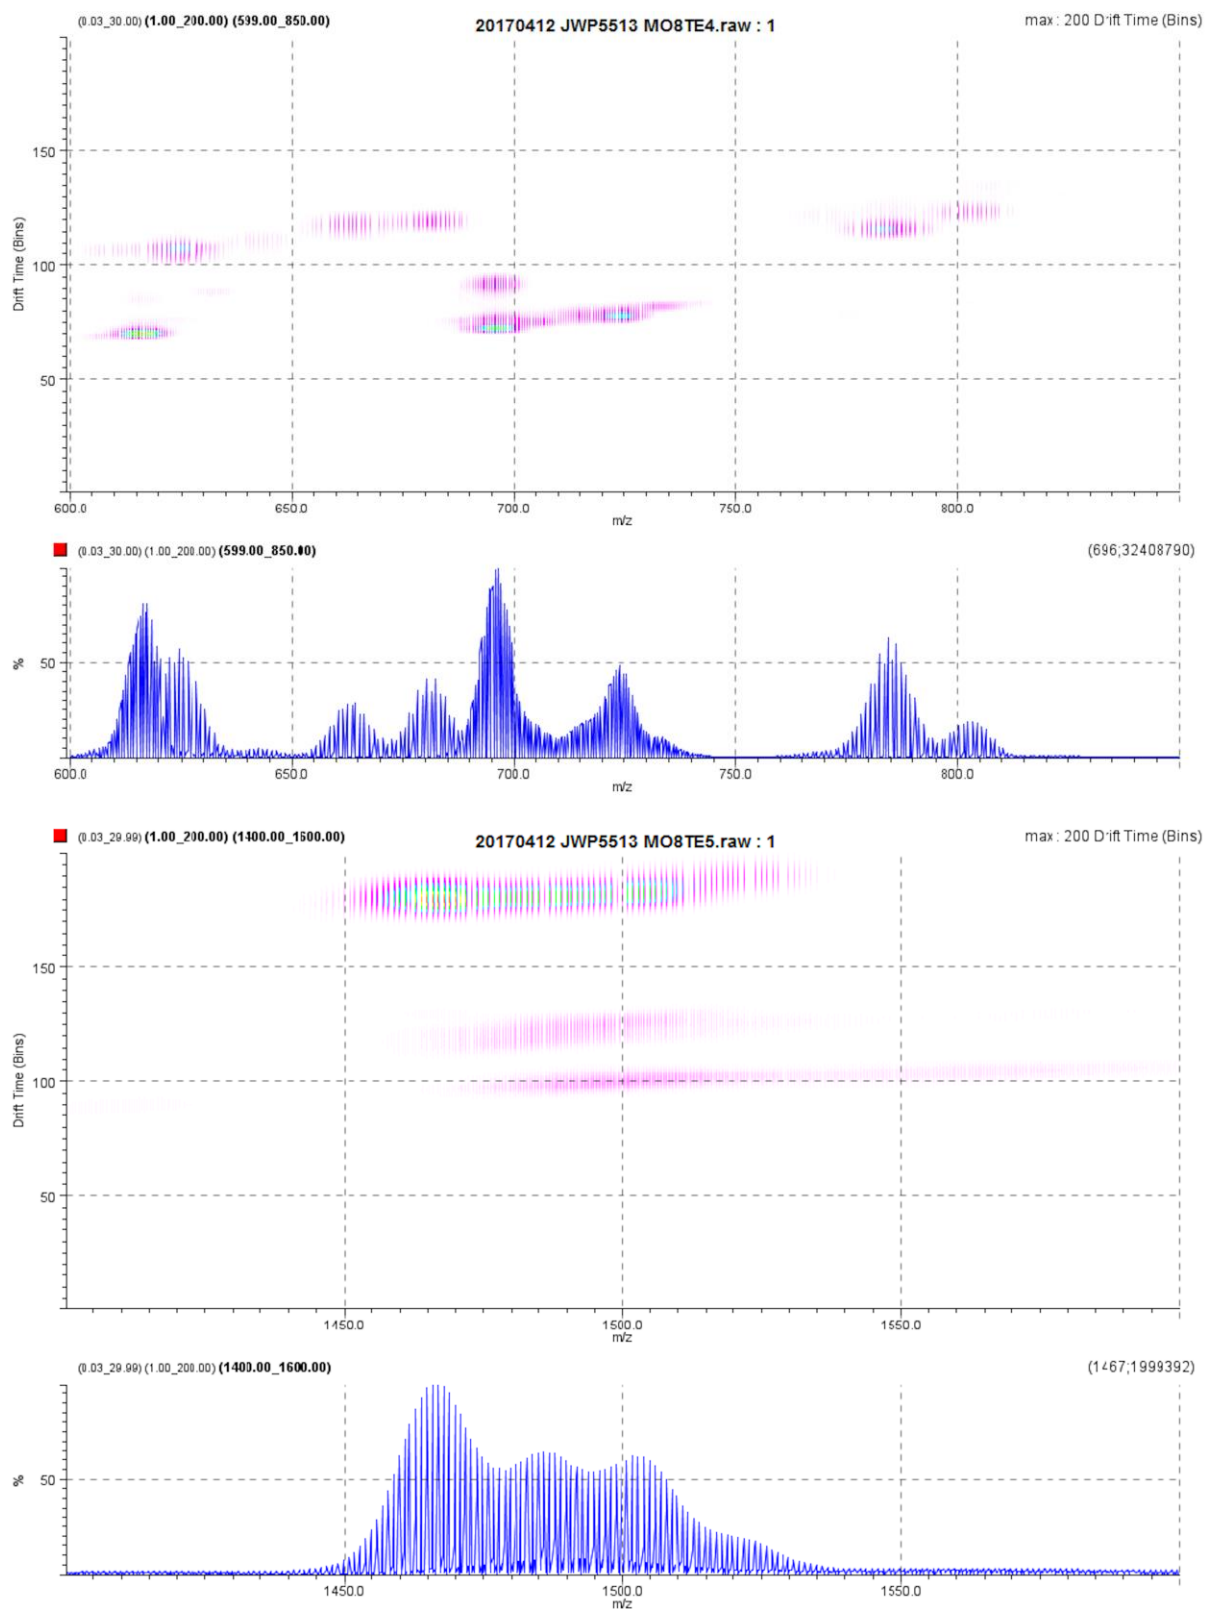 (0.03_30.00) (1.00_200.00) (599.00_850.00)
20170412 JWP5513 MO8TE4.raw : 1
max : 200 Drift Time (Bins)
150
100
50
Drift Time (Bins)
600.0 650.0 700.0 750.0 800.0
m/z
(0.03_30.00) (1.00_200.00) (599.00_850.00)
(696;32408790)
%
50
600.0 650.0 700.0 750.0 800.0
m/z
(0.03_29.99) (1.00_200.00) (1400.00_1600.00)
20170412 JWP5513 MO8TE5.raw : 1
max : 200 Drift Time (Bins)
150
100
50
Drift Time (Bins)
1450.0 1500.0 1550.0
m/z
(0.03_29.99) (1.00_200.00) (1400.00_1600.00)
(1467;1999392)
%
50
1450.0 1500.0 1550.0
m/z